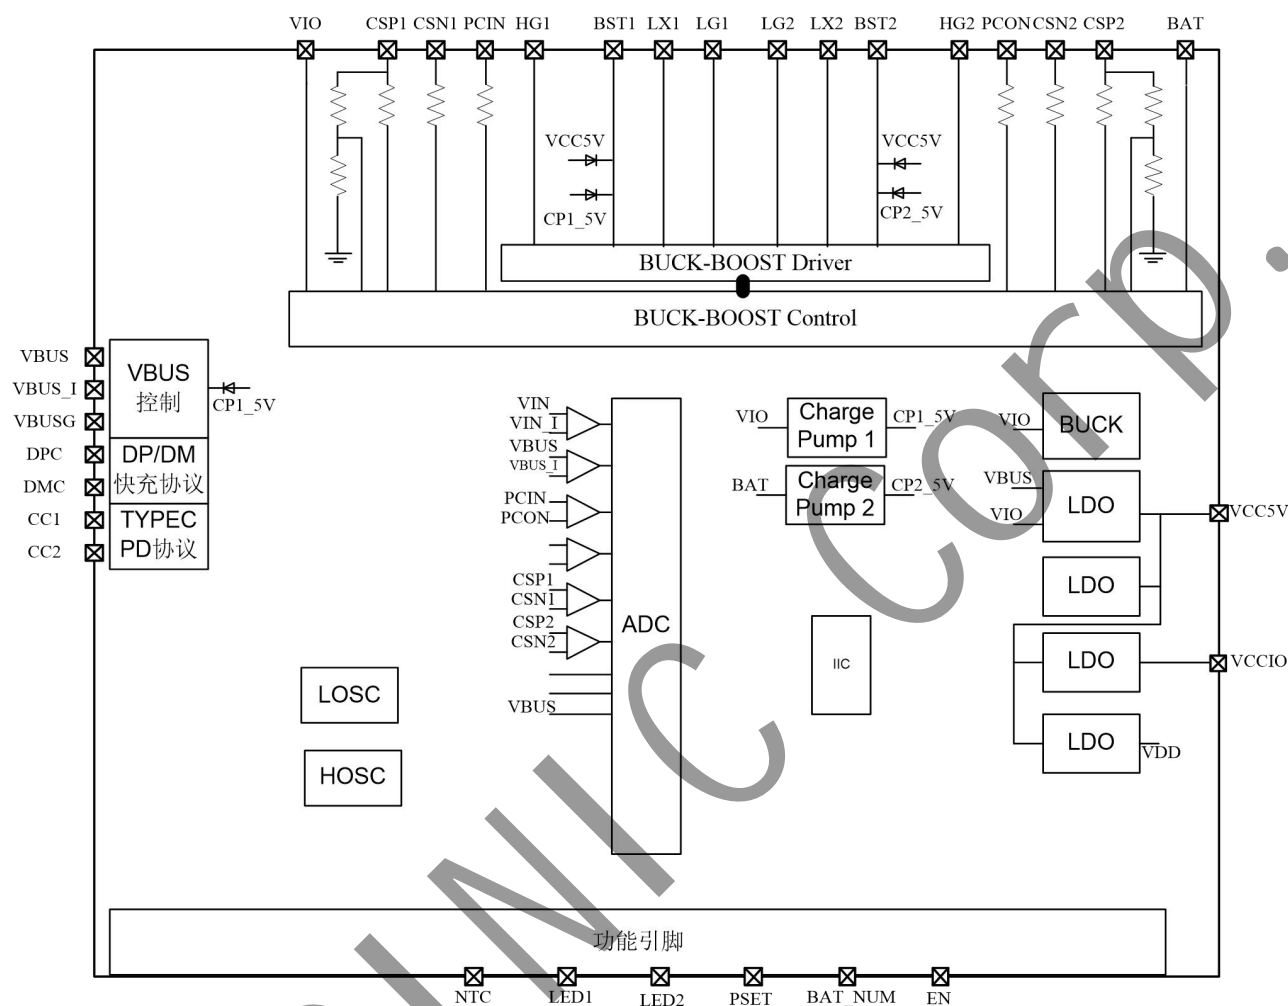 VIO CSP1 CSN1 PCIN HG1 BST1 LX1 LG1 LG2 LX2 BST2 HG2 PCON CSN2 CSP2 BAT
VCC5V VCC5V
CP1_5V CP2_5V
BUCK-BOOST Driver
BUCK-BOOST Control
VBUS
VBUS_I
VBUSG
DPC
DMC
CC1
CC2
VBUS
控制
CP1_5V
DP/DM
快充协议
TYPEC
PD协议
VIN
VIN_I
VBUS
VBUS_I
PCIN
PCON
CSP1
CSN1
CSP2
CSN2
VBUS
ADC
VIO
Charge
Pump 1
CP1_5V
BAT
Charge
Pump 2
CP2_5V
VIO
BUCK
VBUS
VIO
LDO
VCC5V
LDO
LDO
VCCIO
LDO
VDD
IIC
LOSC
HOSC
功能引脚
NTC LED1 LED2 PSET BAT_NUM EN
INIC Corp.